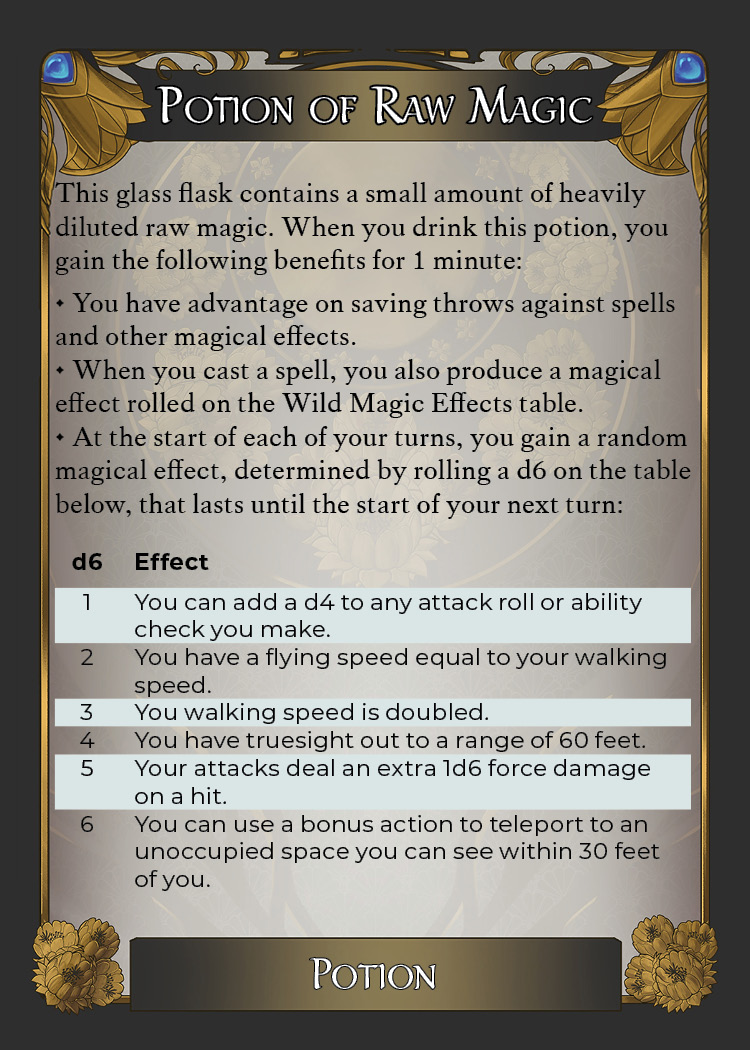 Potion of Raw Magic
This glass flask contains a small amount of heavily
diluted raw magic. When you drink this potion, you
gain the following benefits for 1 minute:
• You have advantage on saving throws against spells
and other magical effects.
• When you cast a spell, you also produce a magical
effect rolled on the Wild Magic Effects table.
• At the start of each of your turns, you gain a random
magical effect, determined by rolling a d6 on the table
below, that lasts until the start of your next turn:
d6 Effect
1 You can add a d4 to any attack roll or ability
check you make.
2 You have a flying speed equal to your walking
speed.
3 You walking speed is doubled.
4 You have truesight out to a range of 60 feet.
5 Your attacks deal an extra 1d6 force damage
on a hit.
6 You can use a bonus action to teleport to an
unoccupied space you can see within 30 feet
of you.
Potion